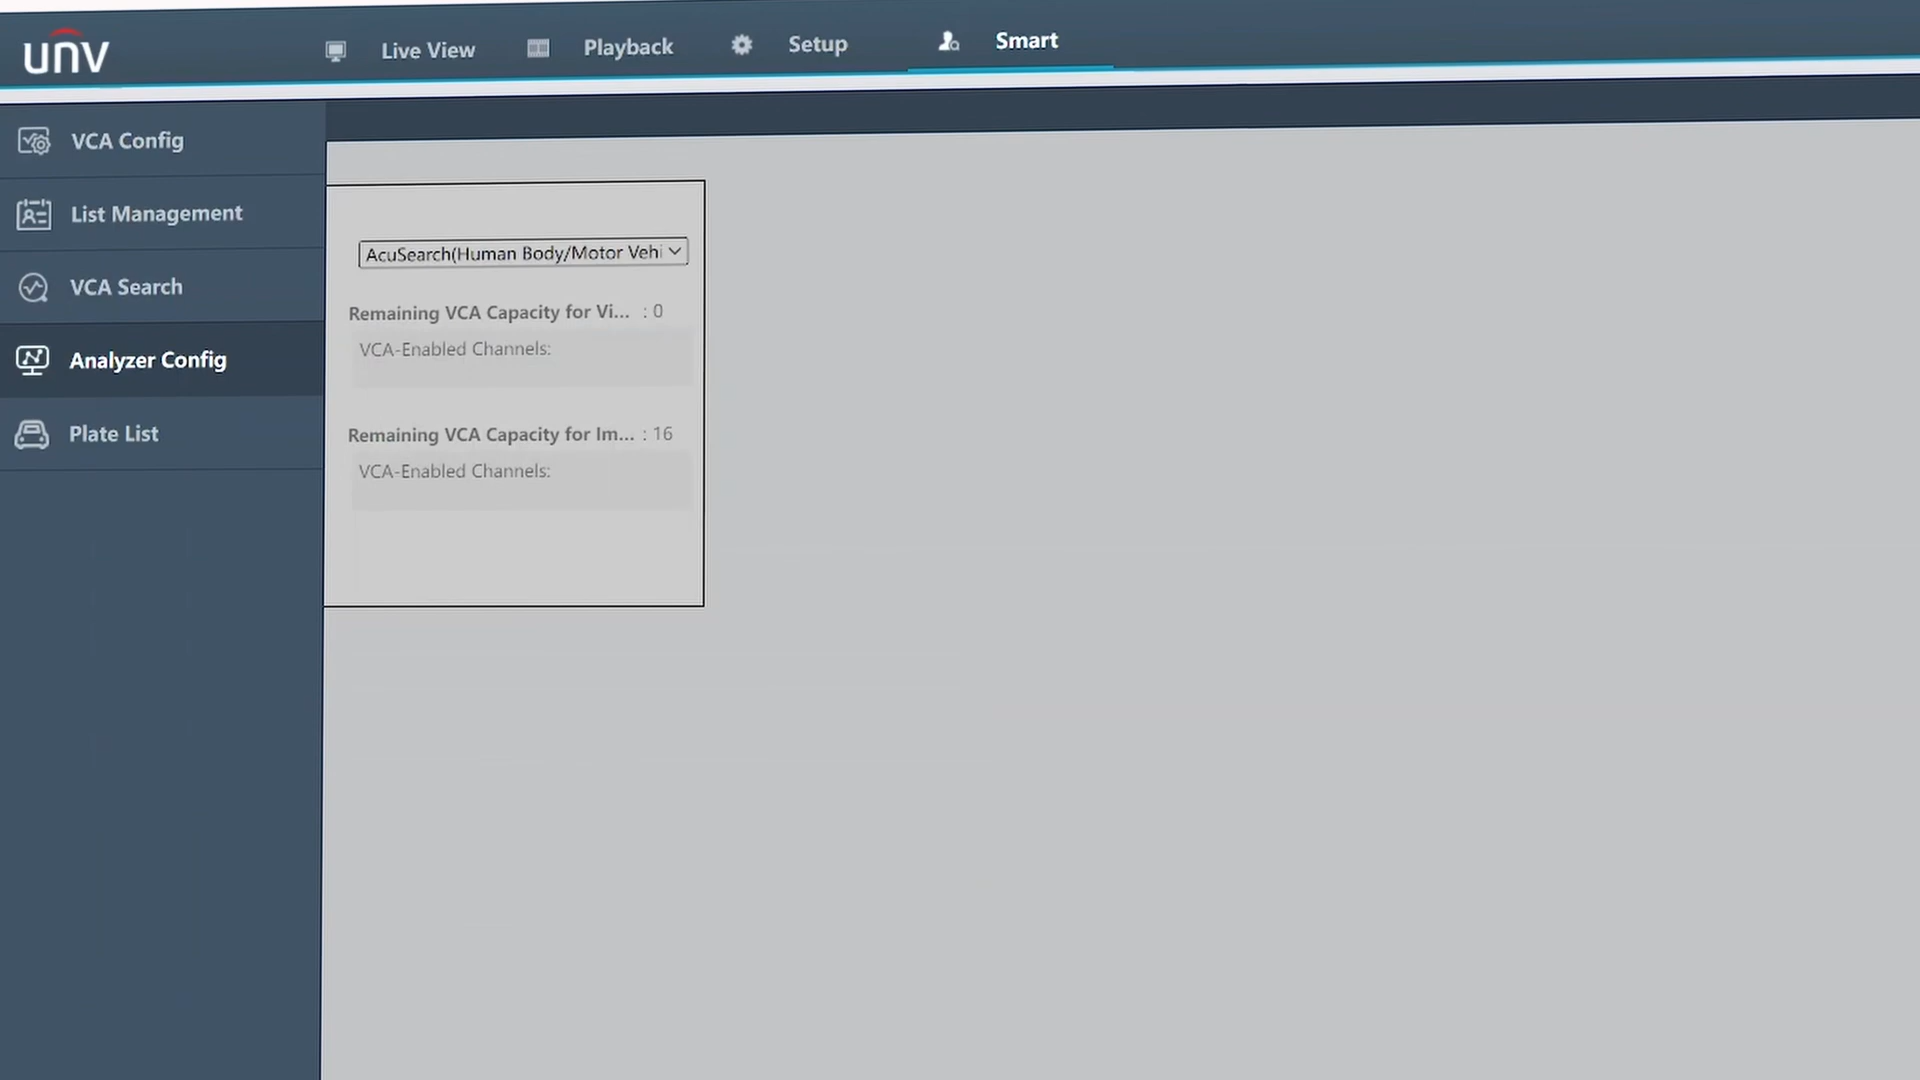 unv
Live View
Playback
Setup
Smart
VCA Config
List Management
VCA Search
Analyzer Config
Plate List
AcuSearch(Human Body/Motor Vehi
Remaining VCA Capacity for Vi... : 0
VCA-Enabled Channels:
Remaining VCA Capacity for Im... : 16
VCA-Enabled Channels: